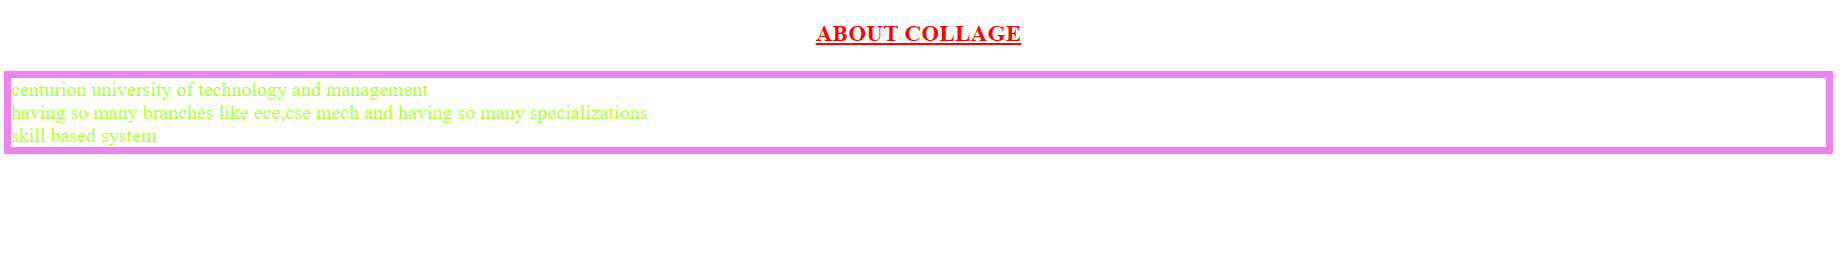 ABOUT COLLAGE
centurion university of technology and management
having so many branches like ece,cse mech and having so many specializations
skill based system